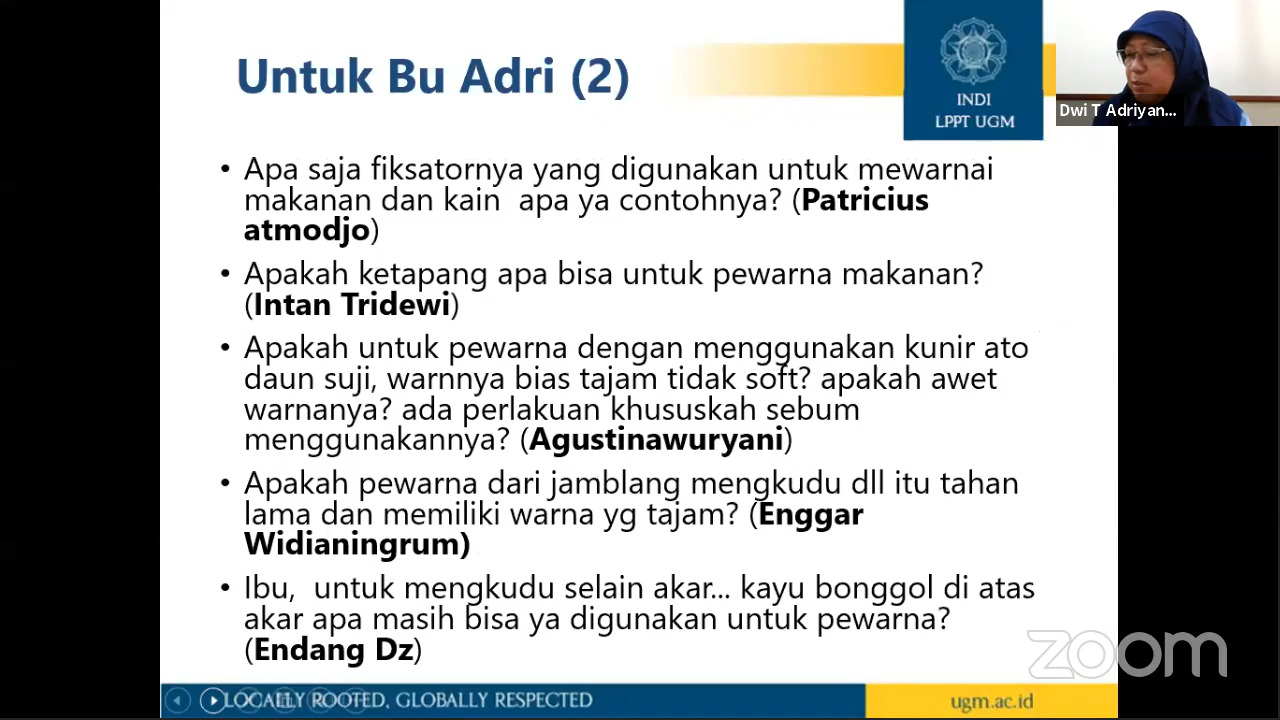 Untuk Bu Adri (2)
INDI
LPPT UGM
Dwi T Adriyan...
• Apa saja fiksatornya yang digunakan untuk mewarnai
makanan dan kain apa ya contohnya? (Patricius
atmodjo)
• Apakah ketapang apa bisa untuk pewarna makanan?
(Intan Tridewi)
• Apakah untuk pewarna dengan menggunakan kunir ato
daun suji, warnnya bias tajam tidak soft? apakah awet
warnanya? ada perlakuan khususkah sebum
menggunakannya? (Agustinawuryani)
• Apakah pewarna dari jamblang mengkudu dll itu tahan
lama dan memiliki warna yg tajam? (Enggar
Widianingrum)
• Ibu, untuk mengkudu selain akar... kayu bonggol di atas
akar apa masih bisa ya digunakan untuk pewarna?
(Endang Dz)
zoom
LOCALLY ROOTED, GLOBALLY RESPECTED
ugm.ac.id